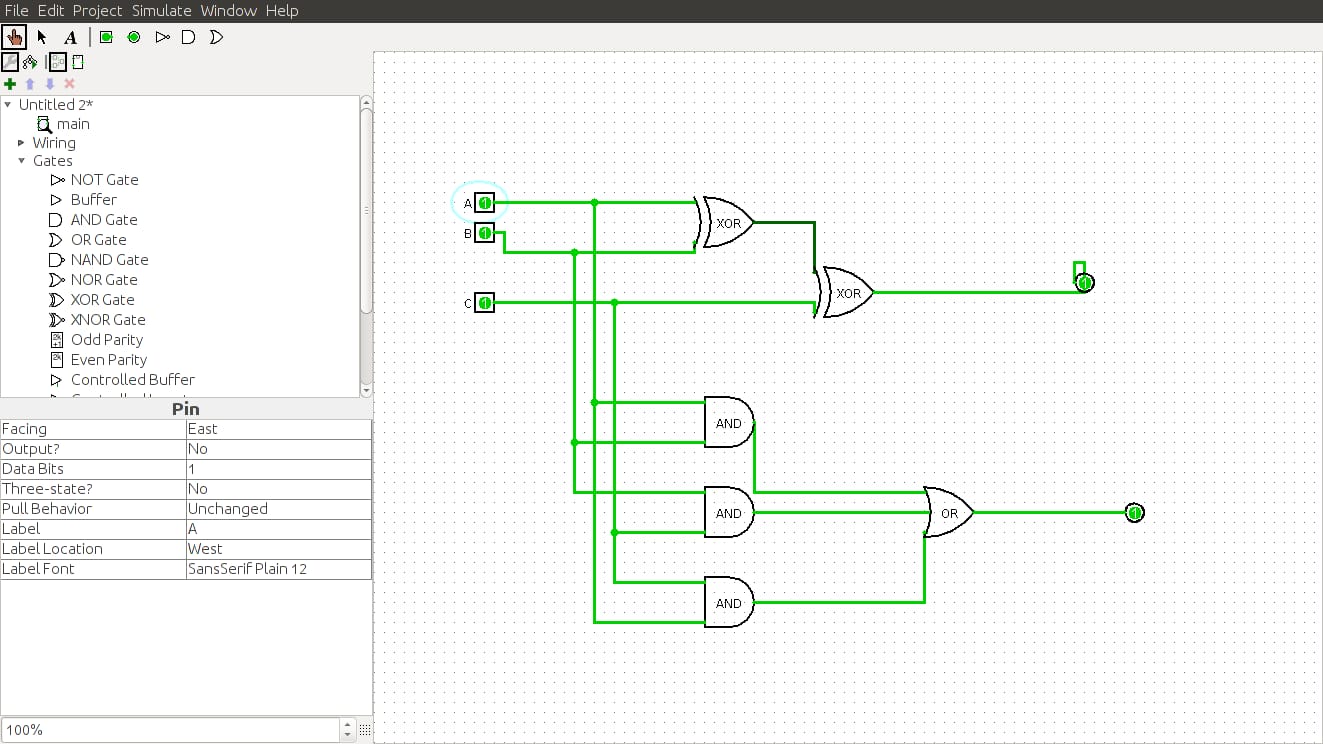 File Edit Project Simulate Window Help
A
Untitled 2*
main
Wiring
Gates
NOT Gate
Buffer
AND Gate
OR Gate
NAND Gate
NOR Gate
XOR Gate
XNOR Gate
Odd Parity
Even Parity
Controlled Buffer
Pin
Facing East
Output? No
Data Bits 1
Three-state? No
Pull Behavior Unchanged
Label A
Label Location West
Label Font SansSerif Plain 12
100%
A 1
B 1
C 1
XOR
XOR
1
AND
AND
AND
OR
1